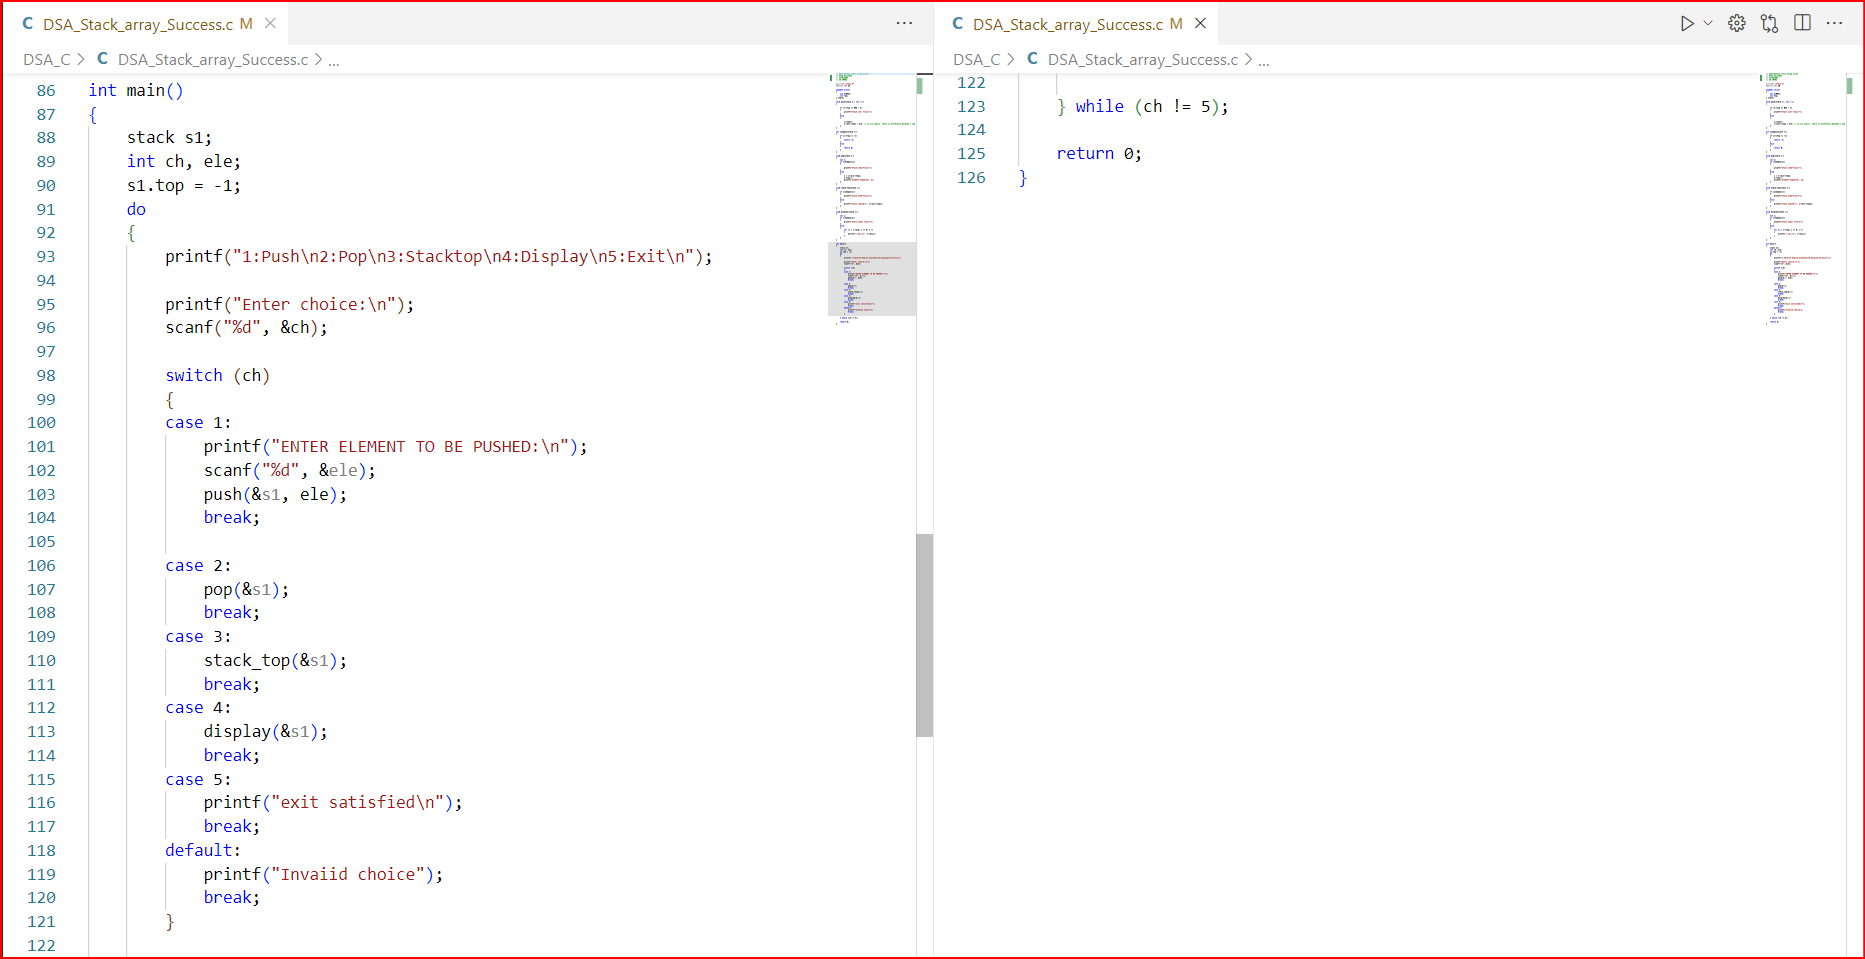 C DSA_Stack_array_Success.c M
DSA_C > C DSA_Stack_array_Success.c > ...
86 int main()
87 {
88 stack s1;
89 int ch, ele;
90 s1.top = -1;
91 do
92 {
93 printf("1:Push\n2:Pop\n3:Stacktop\n4:Display\n5:Exit\n");
94
95 printf("Enter choice:\n");
96 scanf("%d", &ch);
97
98 switch (ch)
99 {
100 case 1:
101 printf("ENTER ELEMENT TO BE PUSHED:\n");
102 scanf("%d", &ele);
103 push(&s1, ele);
104 break;
105
106 case 2:
107 pop(&s1);
108 break;
109 case 3:
110 stack_top(&s1);
111 break;
112 case 4:
113 display(&s1);
114 break;
115 case 5:
116 printf("exit satisfied\n");
117 break;
118 default:
119 printf("Invaiid choice");
120 break;
121 }
122
C DSA_Stack_array_Success.c M
DSA_C > C DSA_Stack_array_Success.c > ...
122
123 } while (ch != 5);
124
125 return 0;
126 }